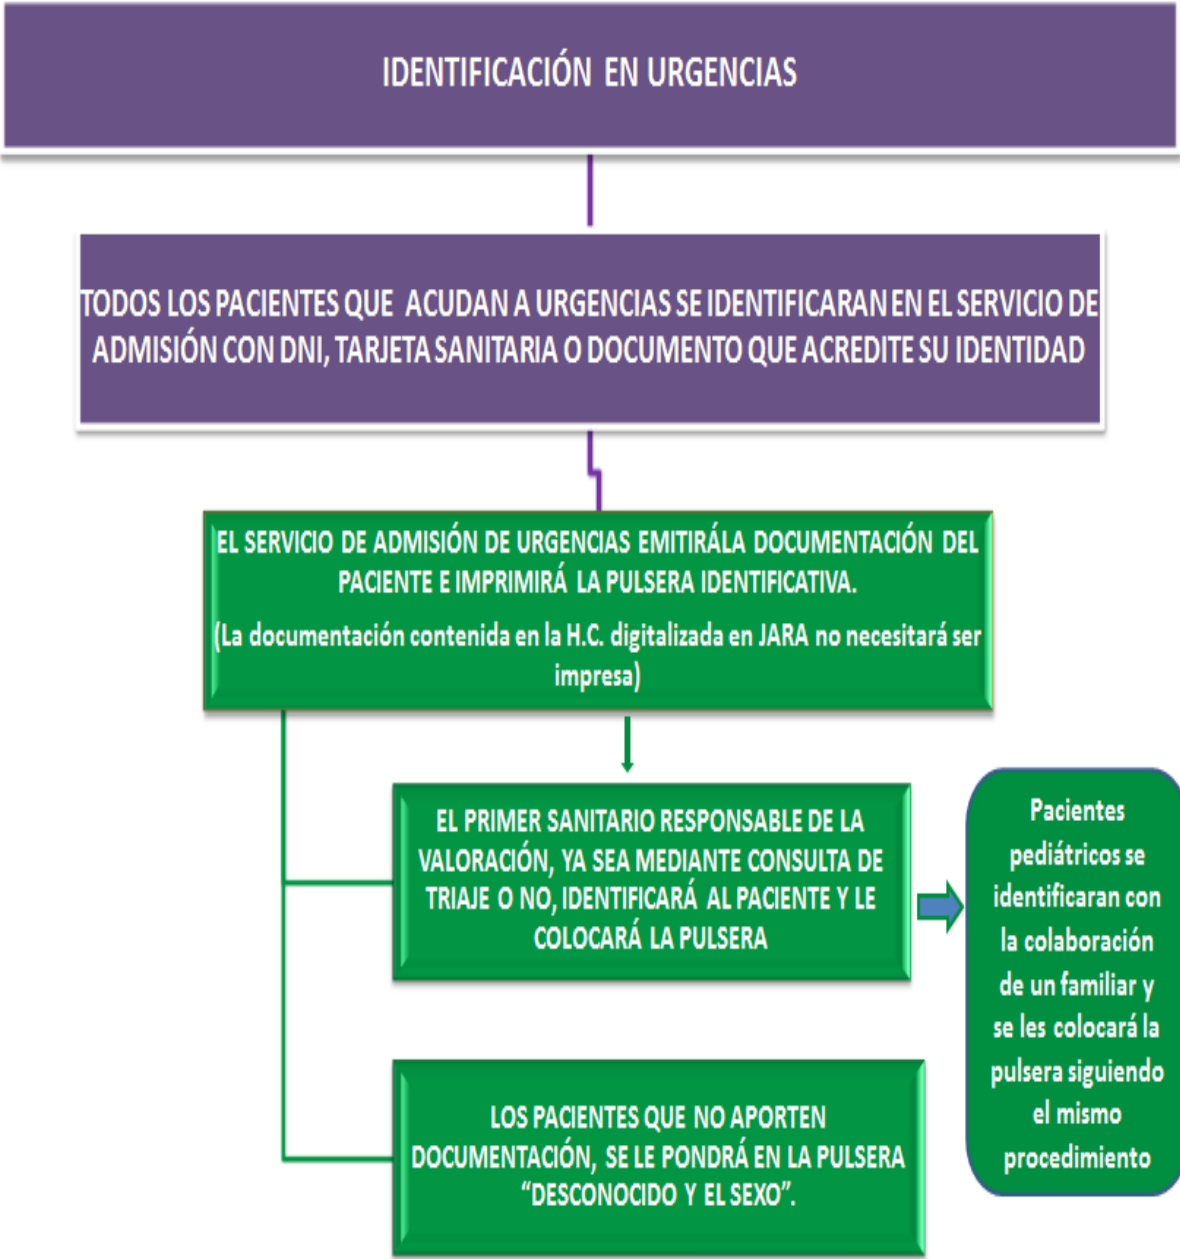 IDENTIFICACIÓN EN URGENCIAS
TODOS LOS PACIENTES QUE ACUDAN A URGENCIAS SE IDENTIFICARAN EN EL SERVICIO DE
ADMISIÓN CON DNI, TARJETA SANITARIA O DOCUMENTO QUE ACREDITE SU IDENTIDAD
EL SERVICIO DE ADMISIÓN DE URGENCIAS EMITIRÁLA DOCUMENTACIÓN DEL
PACIENTE E IMPRIMIRÁ LA PULSERA IDENTIFICATIVA.
(La documentación contenida en la H.C. digitalizada en JARA no necesitará ser
impresa)
EL PRIMER SANITARIO RESPONSABLE DE LA
VALORACIÓN, YA SEA MEDIANTE CONSULTA DE
TRIAJE O NO, IDENTIFICARÁ AL PACIENTE Y LE
COLOCARÁ LA PULSERA
Pacientes
pediátricos se
identificaran con
la colaboración
de un familiar y
se les colocará la
pulsera siguiendo
el mismo
procedimiento
LOS PACIENTES QUE NO APORTEN
DOCUMENTACIÓN, SE LE PONDRÁ EN LA PULSERA
“DESCONOCIDO Y EL SEXO”.